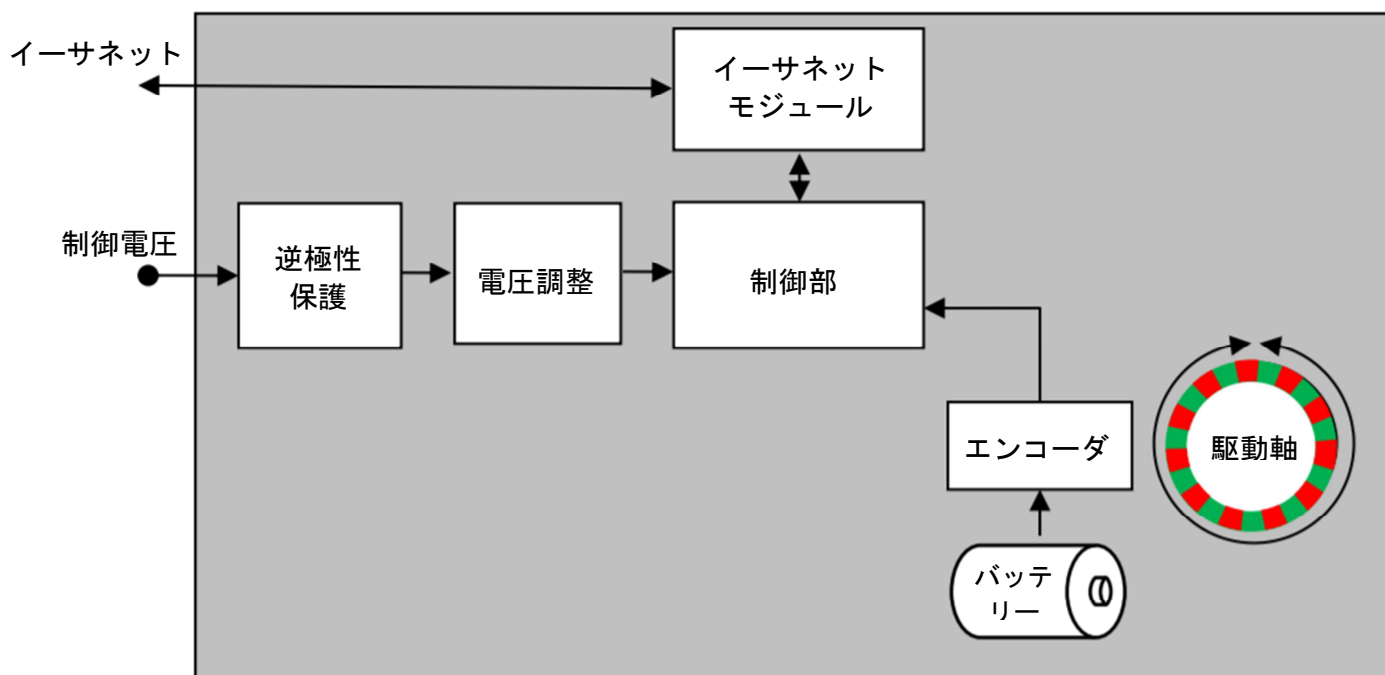 イーサネット
イーサネット
モジュール
制御電圧
逆極性
保護
電圧調整
制御部
エンコーダ
駆動軸
バッテ
リー